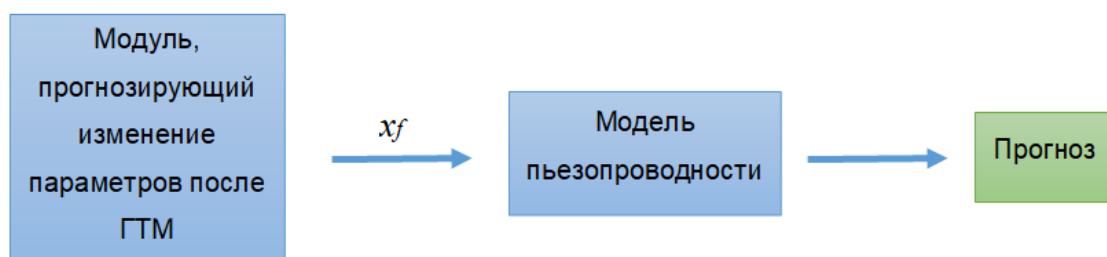 Модуль,
прогнозирующий
изменение
параметров после
ГТМ
xf
Модель
пьезопроводности
Прогноз